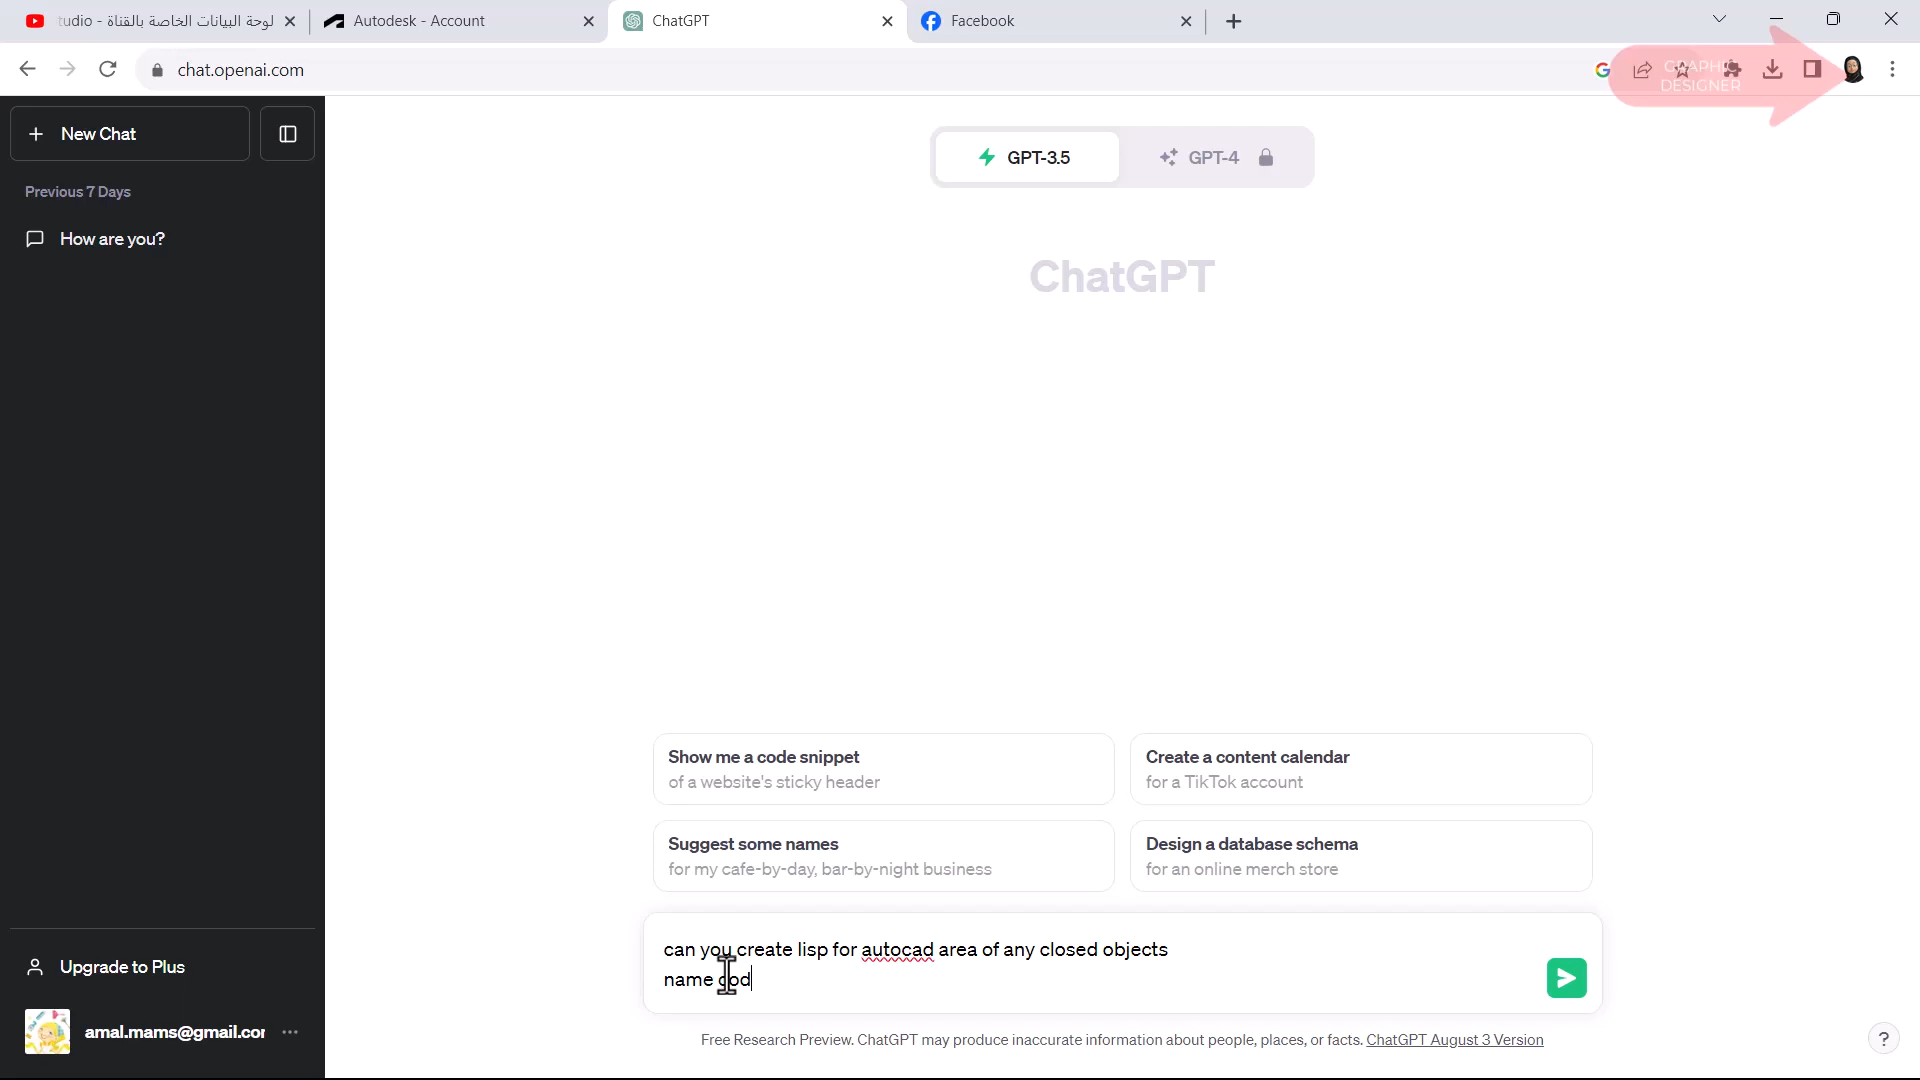 لوحة البيانات الخاصة بالقناة - tudio
Autodesk - Account
ChatGPT
Facebook
chat.openai.com
GRAPHIC
DESIGNER
New Chat
GPT-3.5
GPT-4
Previous 7 Days
How are you?
ChatGPT
Show me a code snippet
of a website's sticky header
Create a content calendar
for a TikTok account
Suggest some names
for my cafe-by-day, bar-by-night business
Design a database schema
for an online merch store
can you create lisp for autocad area of any closed objects
name cod
Upgrade to Plus
amal.mams@gmail.cor
Free Research Preview. ChatGPT may produce inaccurate information about people, places, or facts. ChatGPT August 3 Version
?